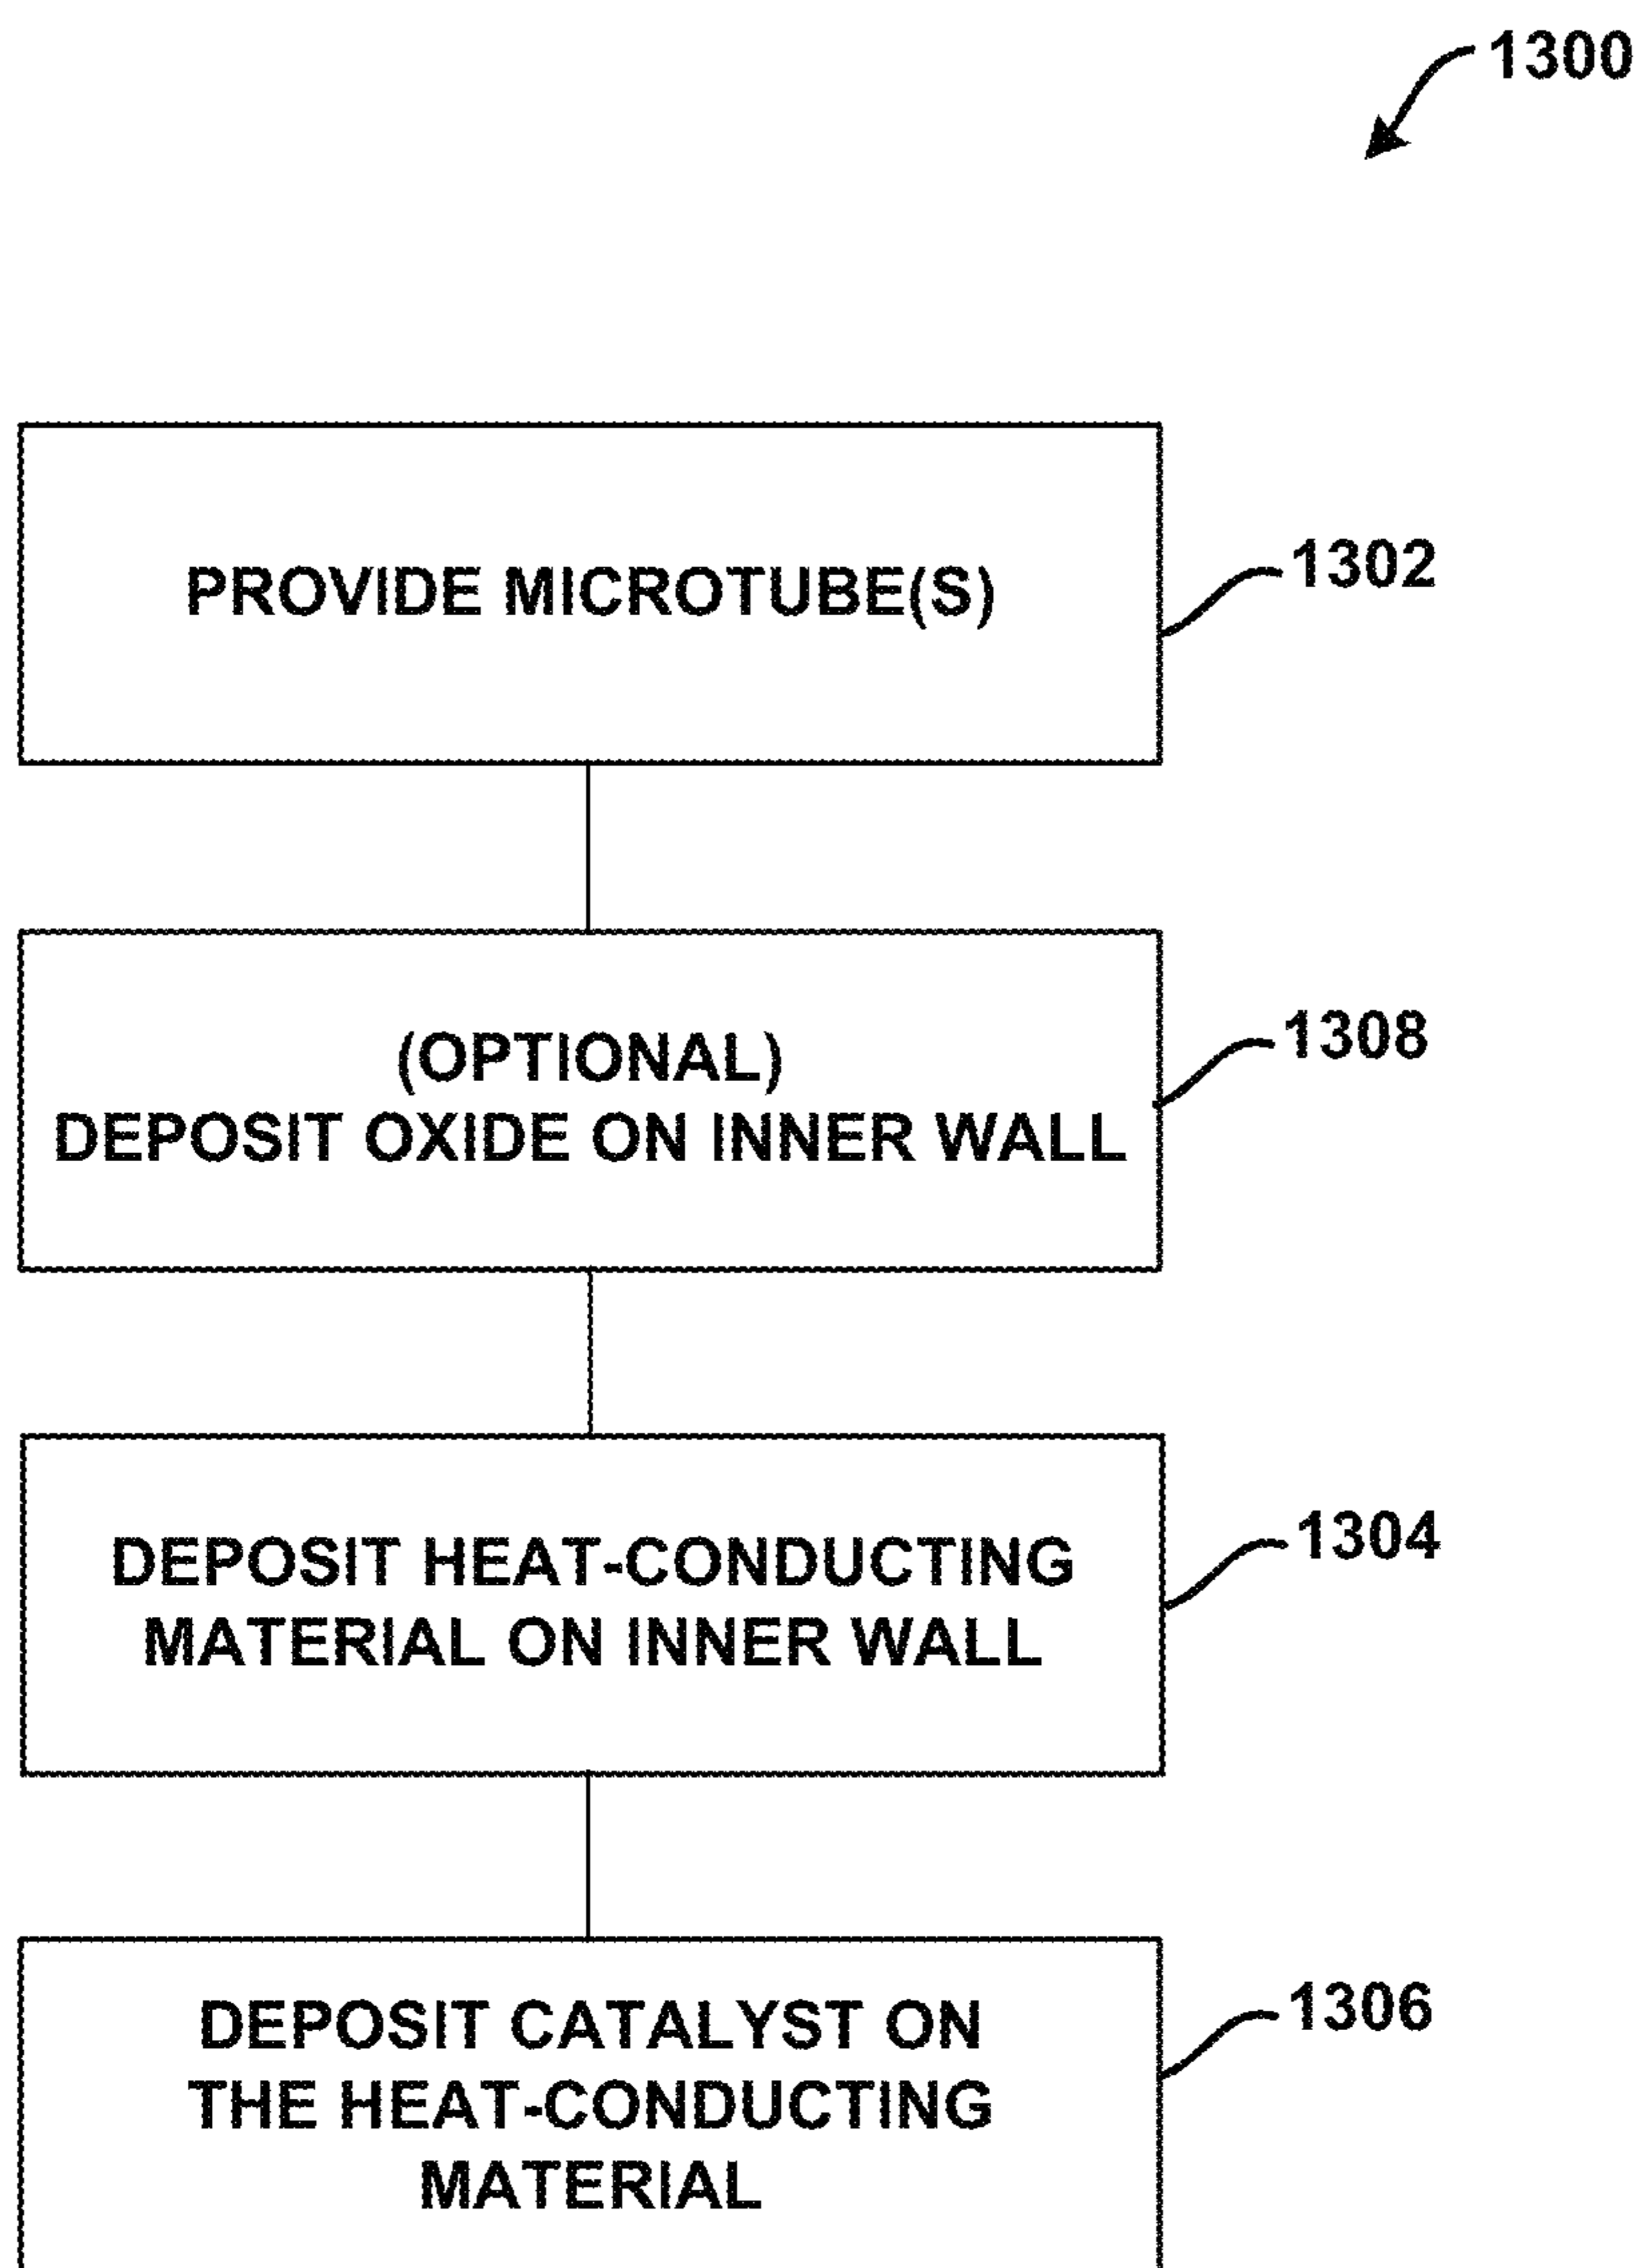 1300
PROVIDE MICROTUBE(S)
1302
(OPTIONAL)
DEPOSIT OXIDE ON INNER WALL
1308
DEPOSIT HEAT-CONDUCTING
MATERIAL ON INNER WALL
1304
DEPOSIT CATALYST ON
THE HEAT-CONDUCTING
MATERIAL
1306